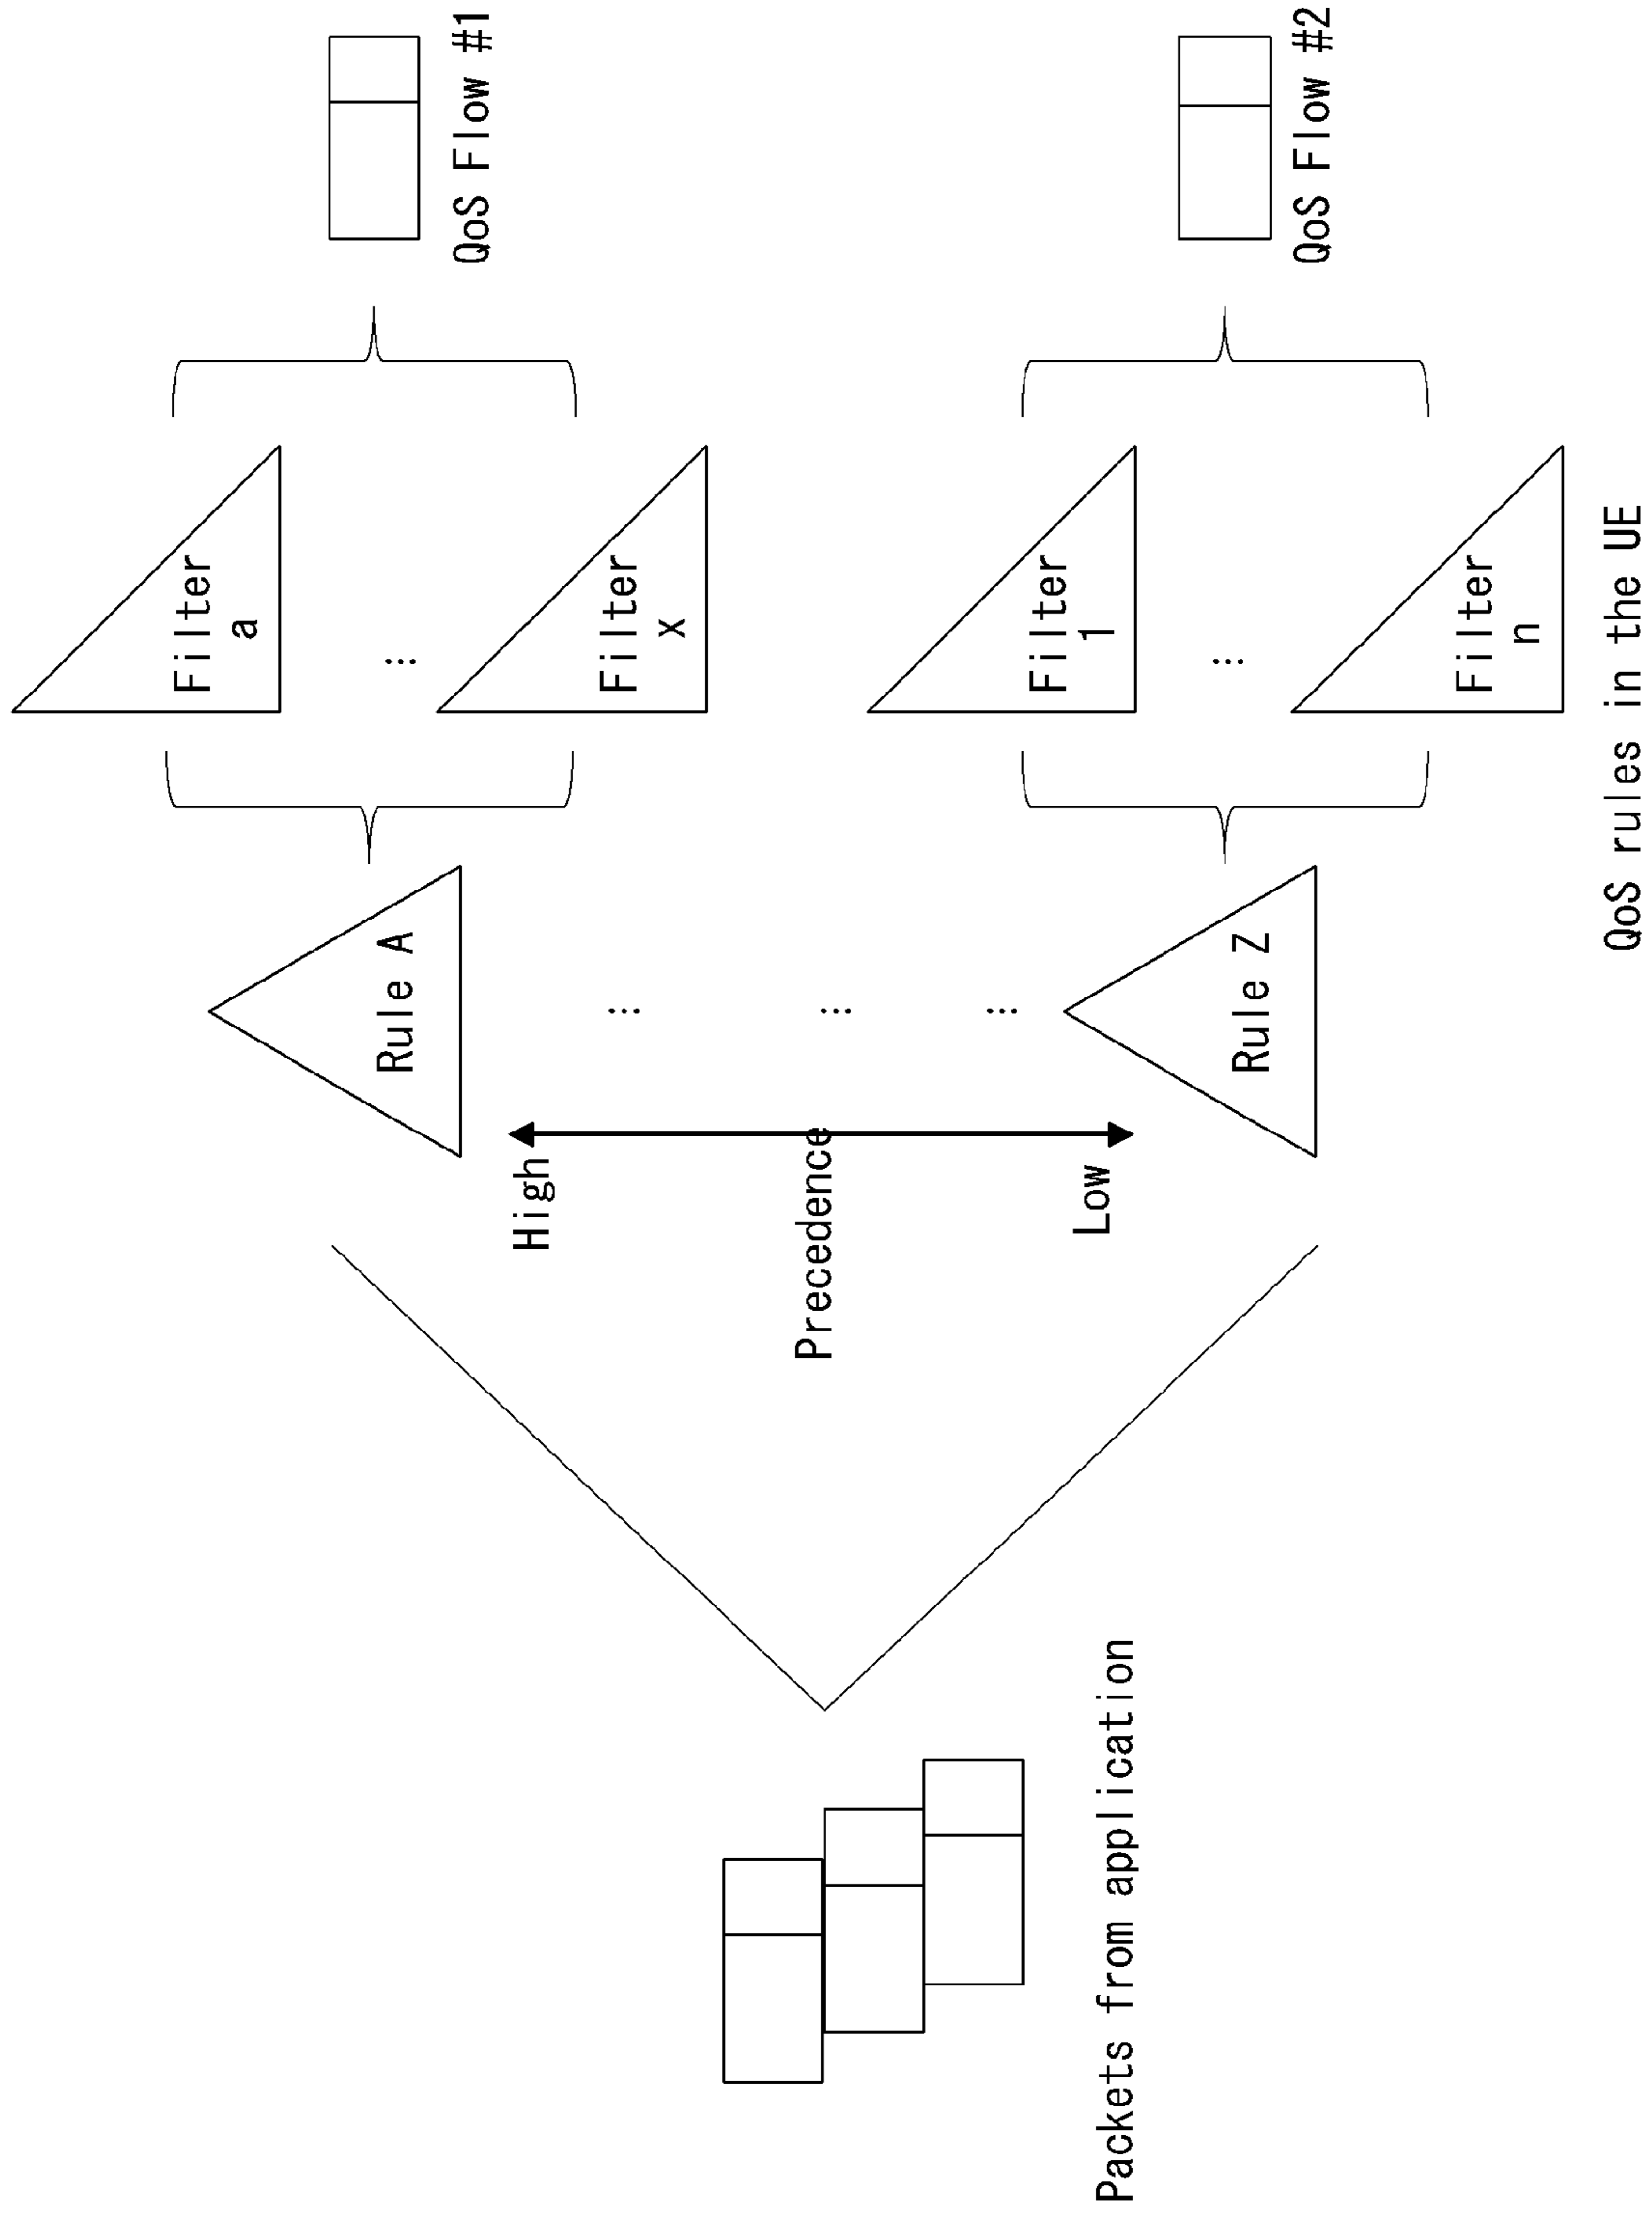 Packets from application
High
Precedence
Low
Rule A
⋮
⋮
⋮
Rule Z
Filter
a
⋮
Filter
x
Filter
1
⋮
Filter
n
QoS Flow #1
QoS Flow #2
QoS rules in the UE